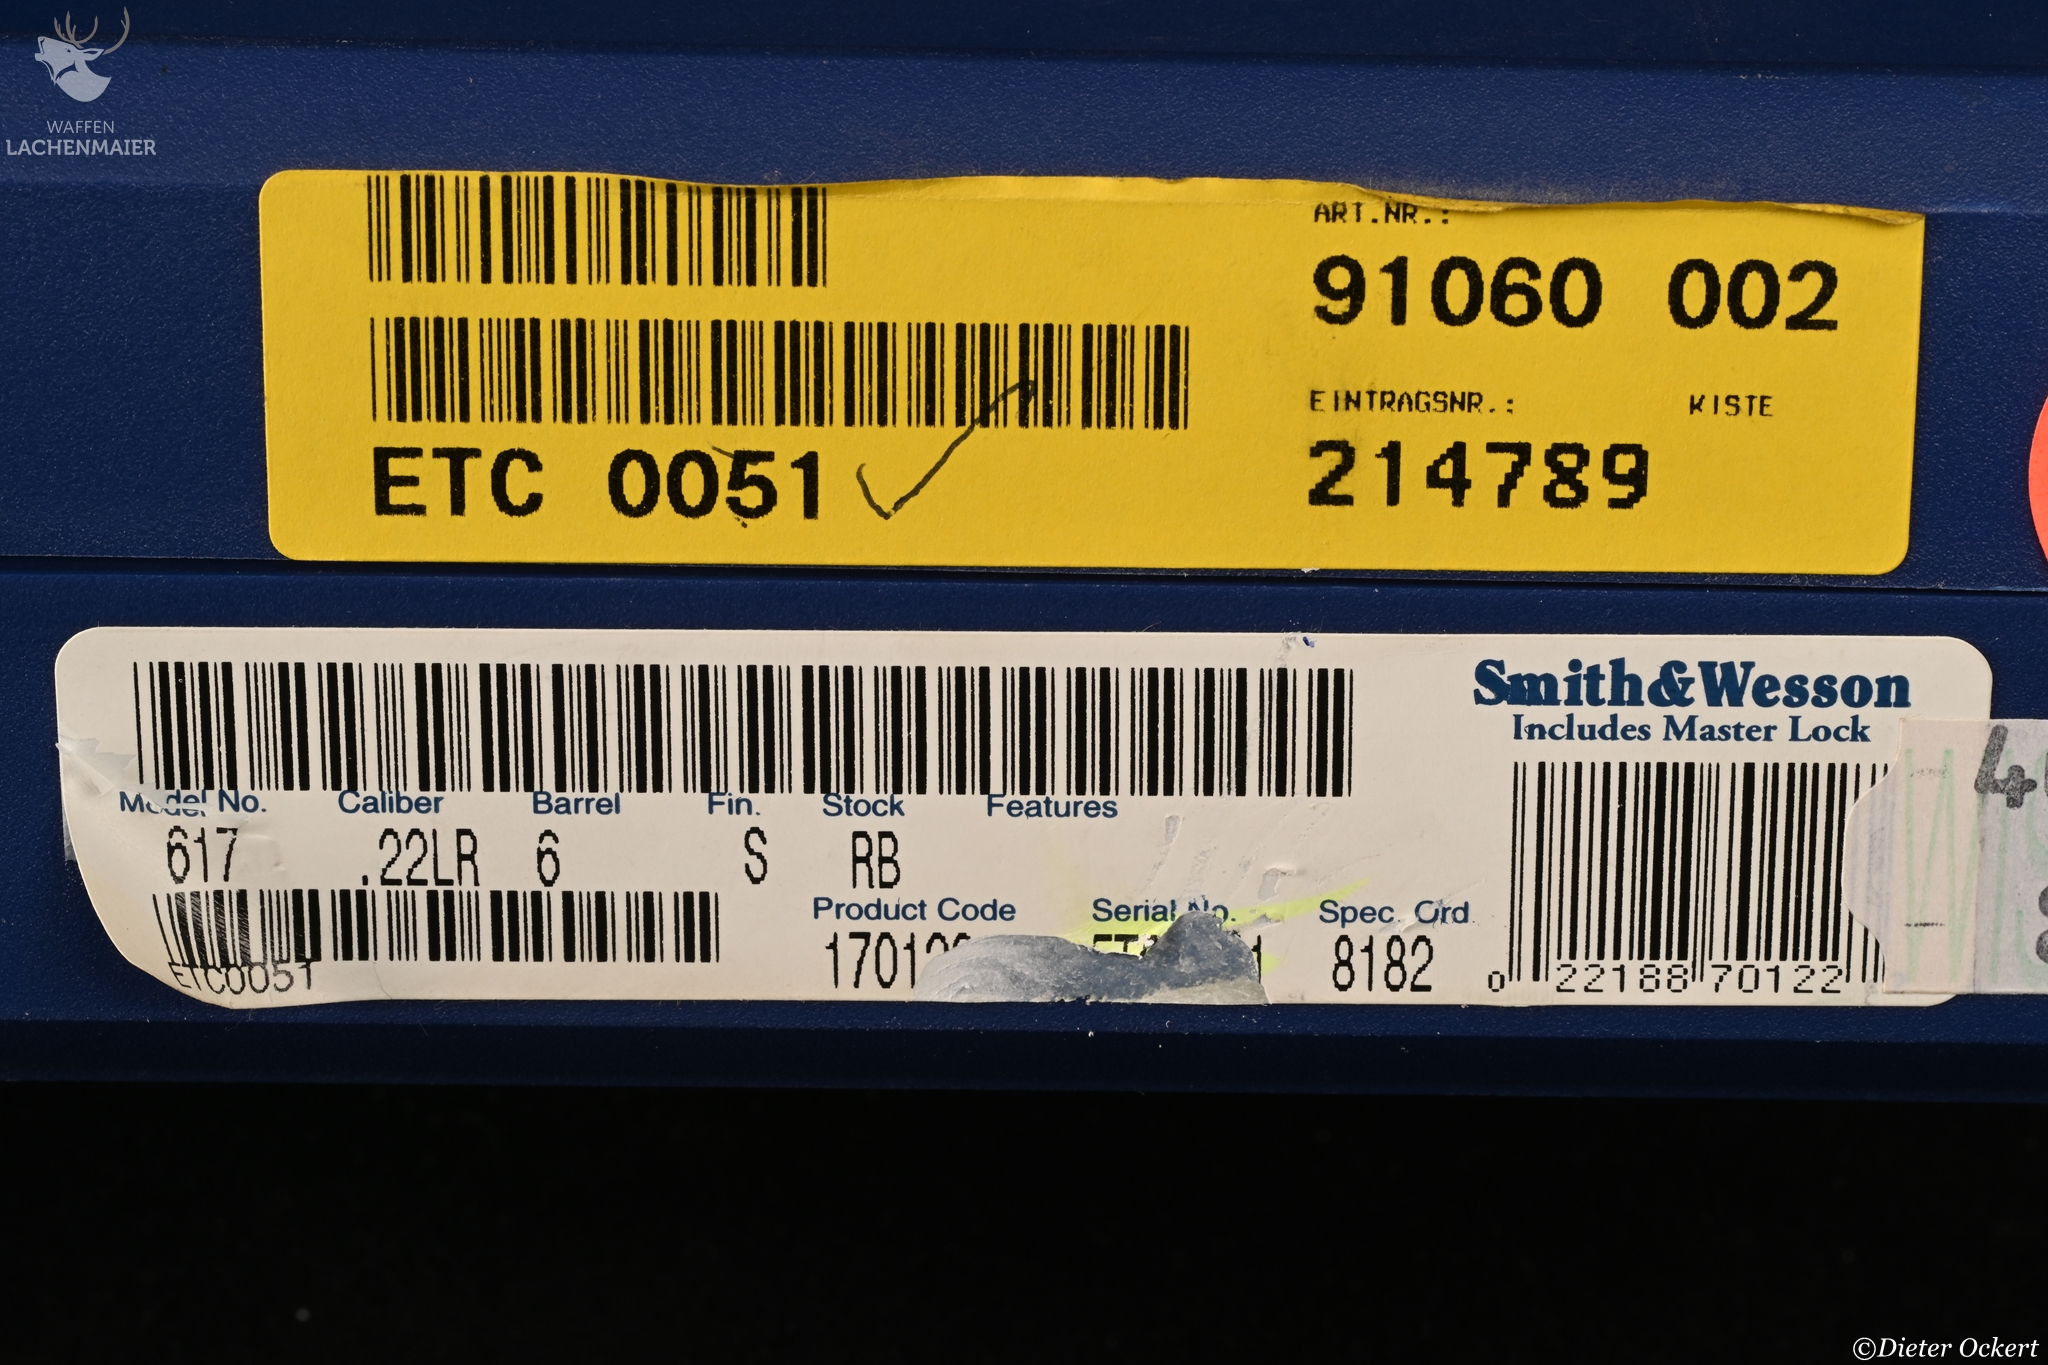 WAFFEN
LACHENMAIER
ART.NR.:
91060 002
EINTRAGSNR.: KISTE
214789
ETC 0051
Smith&Wesson
Includes Master Lock
Model No. Caliber Barrel Fin. Stock Features
617 .22LR 6 S RB
Product Code Serial No. Spec. Ord
8182
ETC0051
0 22188 70122
©Dieter Ockert